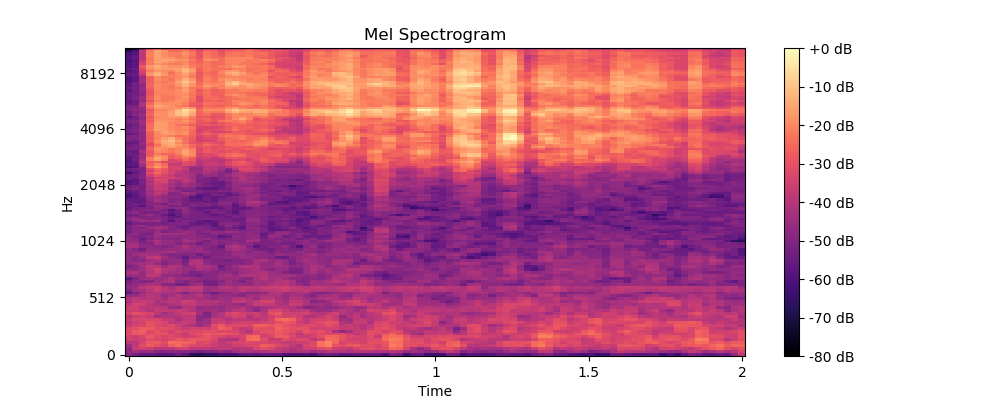 Mel Spectrogram
Hz
8192
4096
2048
1024
512
0
0 0.5 1 1.5 2
Time
+0 dB
-10 dB
-20 dB
-30 dB
-40 dB
-50 dB
-60 dB
-70 dB
-80 dB